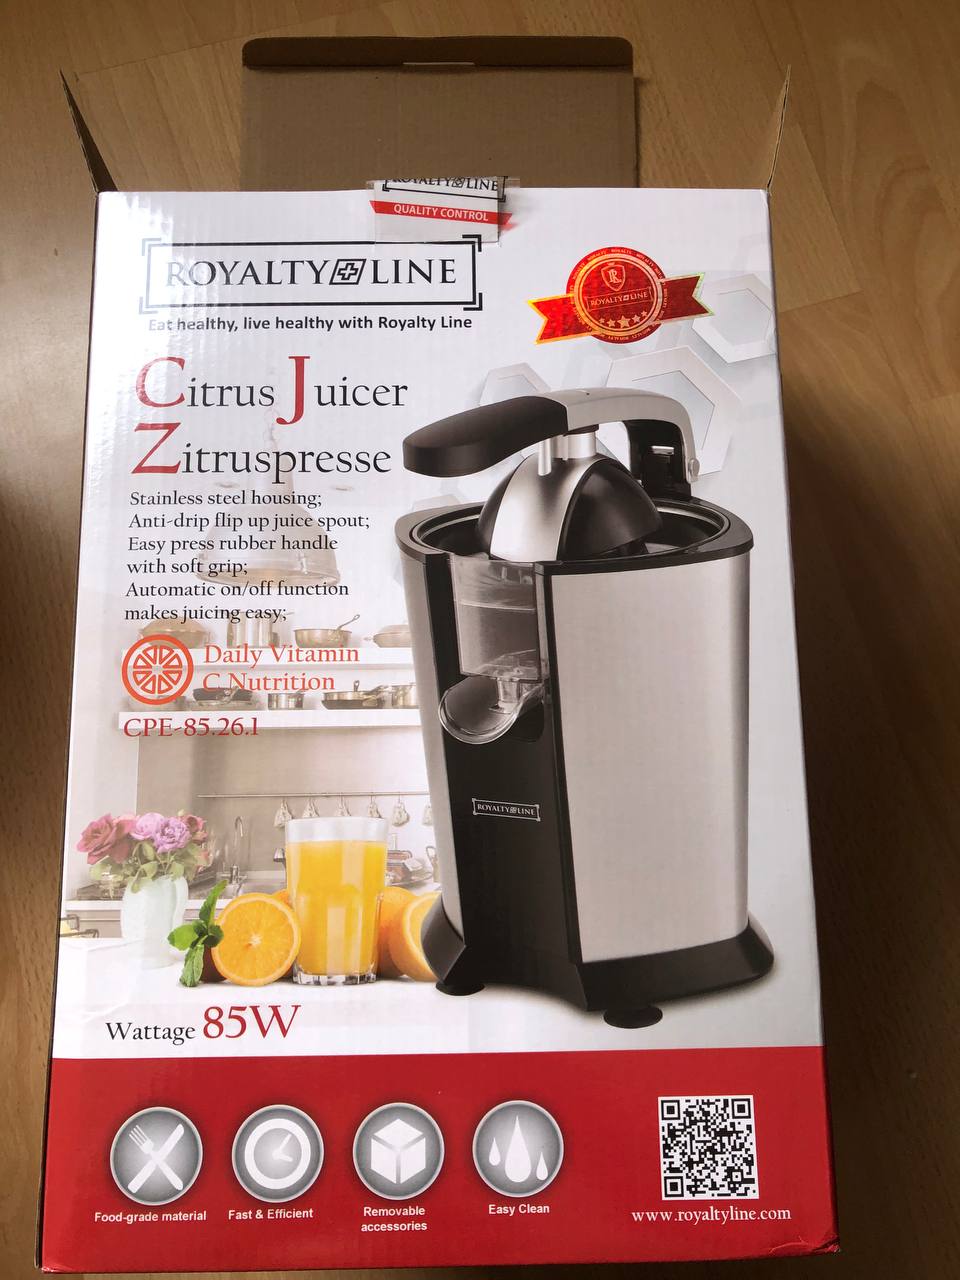 ROYALTY LINE
QUALITY CONTROL
ROYALTY LINE
Eat healthy, live healthy with Royalty Line
ROYALTY LINE
Citrus Juicer
Zitruspresse
Stainless steel housing;
Anti-drip flip up juice spout;
Easy press rubber handle
with soft grip;
Automatic on/off function
makes juicing easy;
Daily Vitamin
C Nutrition
CPE-85.26.1
ROYALTY LINE
Wattage 85W
Food-grade material
Fast & Efficient
Removable
accessories
Easy Clean
www.royaltyline.com